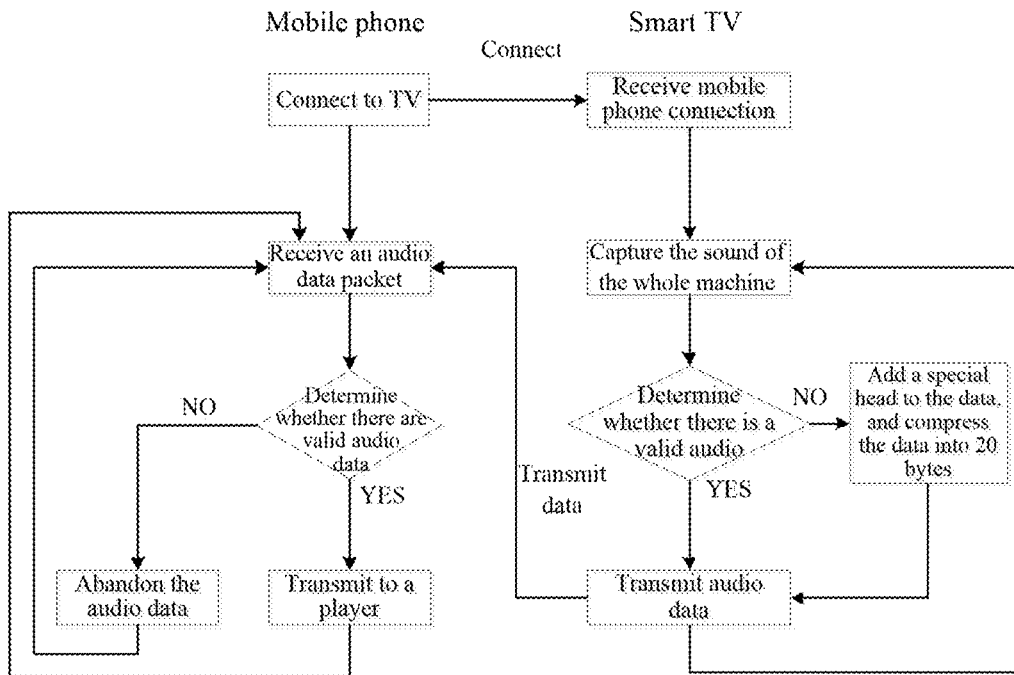 Mobile phone
Smart TV
Connect
Connect to TV
Receive mobile
phone connection
Receive an audio
data packet
Capture the sound of
the whole machine
Determine
whether there are
valid audio
data
NO
YES
Determine
whether there is a
valid audio
NO
YES
Add a special
head to the data,
and compress
the data into 20
bytes
Transmit
data
Abandon the
audio data
Transmit to a
player
Transmit audio
data